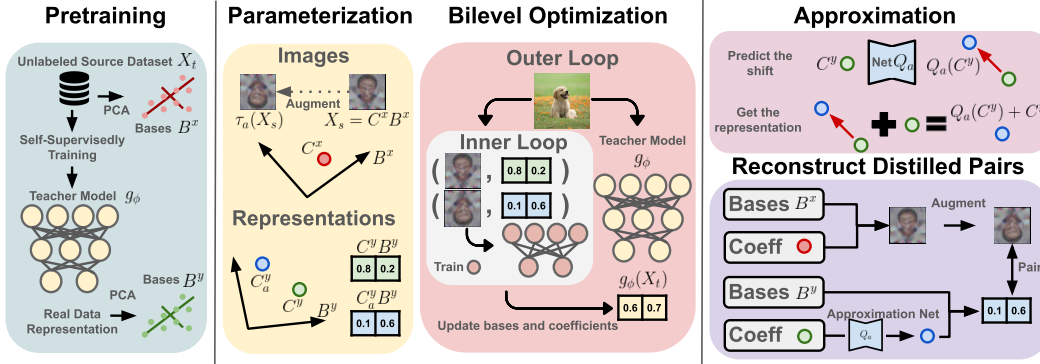 Pretraining
Unlabeled Source Dataset X_t
PCA
Bases B^x
Self-Supervisedly
Training
Teacher Model g_ϕ
Bases B^y
PCA
Real Data
Representation
Parameterization
Images
Augment
τ_a(X_s)
X_s = C^x B^x
C^x
B^x
Representations
C^y B^y
0.8 0.2
C_a^y
C^y
B^y
C_a^y B^y
0.1 0.6
Bilevel Optimization
Outer Loop
Inner Loop
( , 0.8 0.2 )
( , 0.1 0.6 )
Train
Teacher Model
g_ϕ
g_ϕ(X_t)
0.6 0.7
Update bases and coefficients
Approximation
Predict the
shift
C^y
Net Q_a
Q_a(C^y)
Get the
representation
+ =
Q_a(C^y) + C
Reconstruct Distilled Pairs
Bases B^x
Augment
Coeff
Pair
Bases B^y
Approximation Net
0.1 0.6
Coeff
Q_a